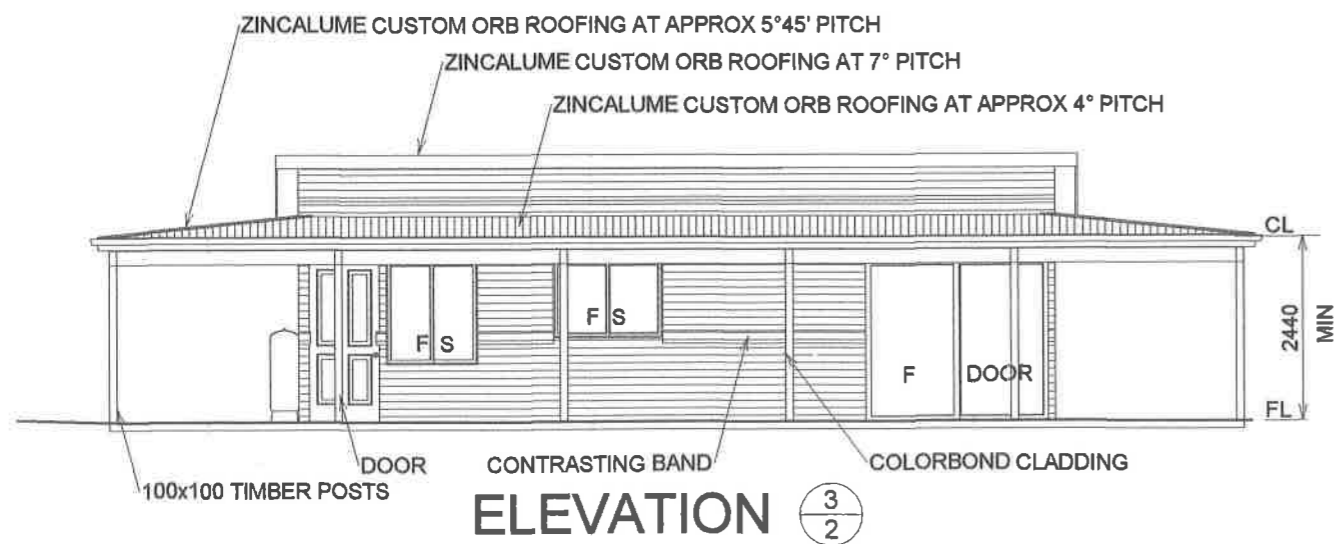 ZINCALUME CUSTOM ORB ROOFING AT APPROX 5°45' PITCH
ZINCALUME CUSTOM ORB ROOFING AT 7° PITCH
ZINCALUME CUSTOM ORB ROOFING AT APPROX 4° PITCH
CL
F S
F S
2440
MIN
F
DOOR
FL
DOOR
CONTRASTING BAND
COLORBOND CLADDING
100x100 TIMBER POSTS
ELEVATION
3
2